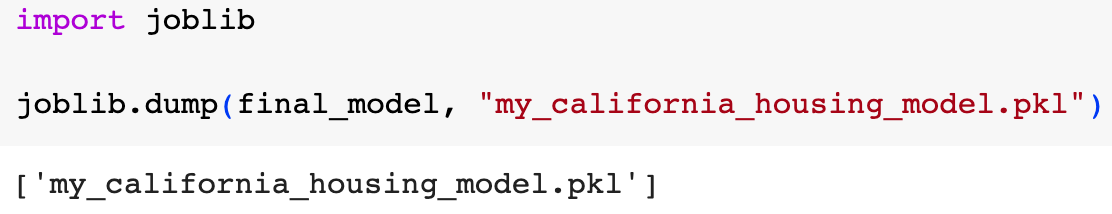 import joblib
joblib.dump(final_model, "my_california_housing_model.pkl")
['my_california_housing_model.pkl']